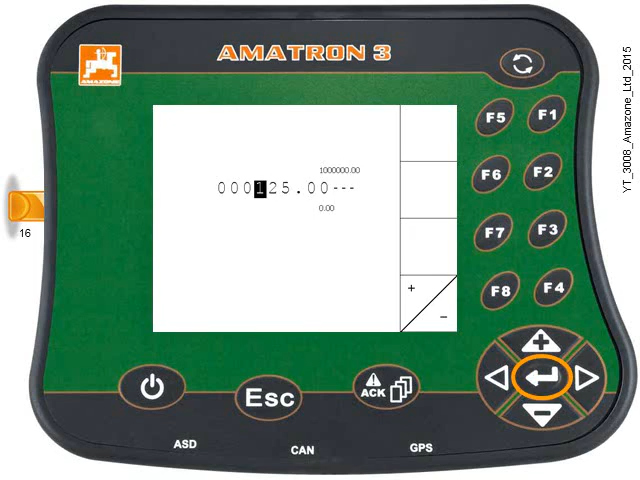 AMATRON 3
AMAZONE
F5
F1
1000000.00
000125.00---
0.00
F6
F2
F7
F3
+
-
F8
F4
16
Esc
ACK
ASD
CAN
GPS
YT_3008_Amazone_Ltd_2015